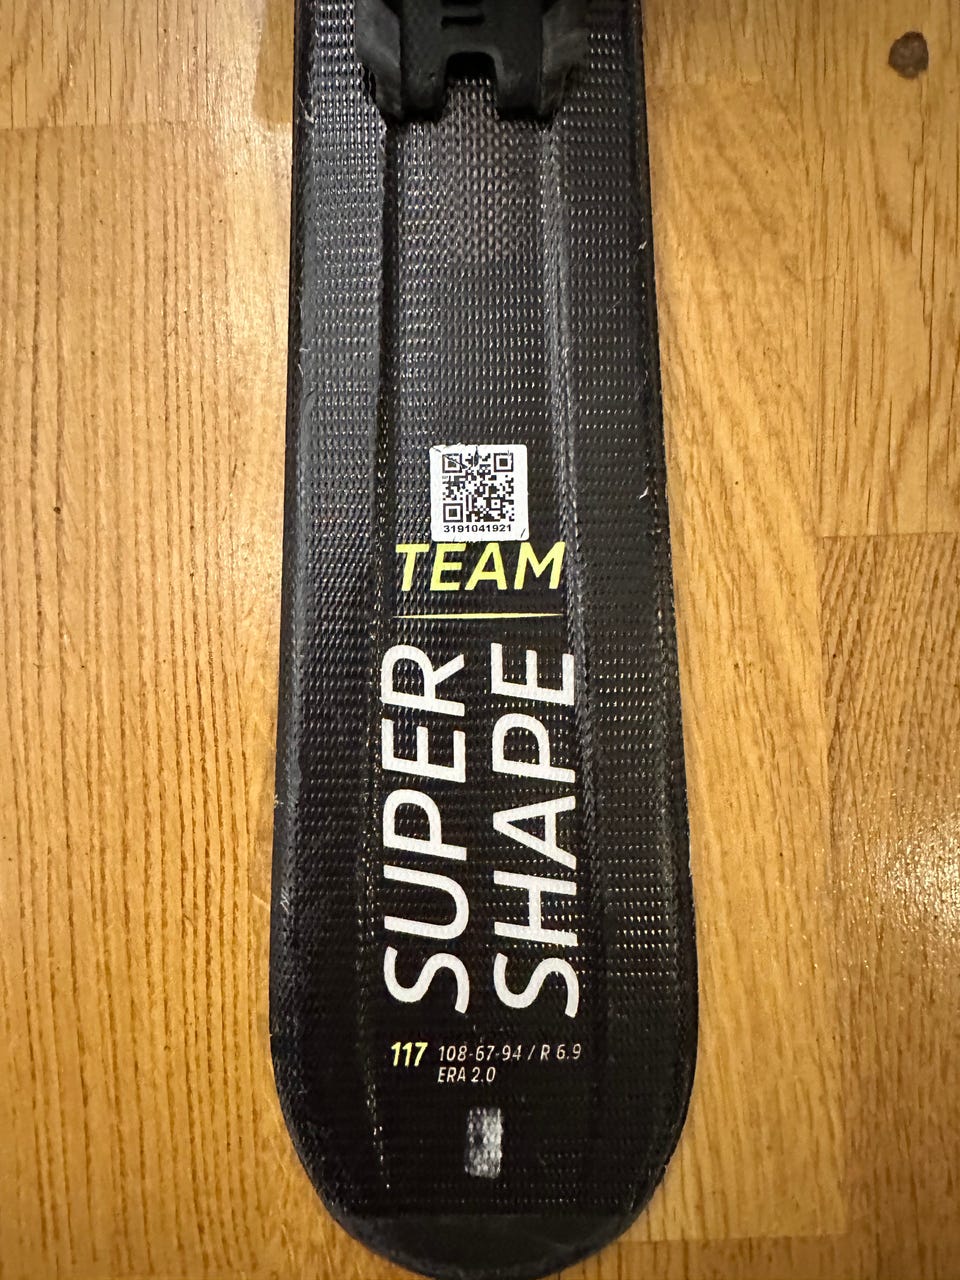 3191041921
TEAM
SUPER
SHAPE
117 108-67-94 / R 6.9
ERA 2.0